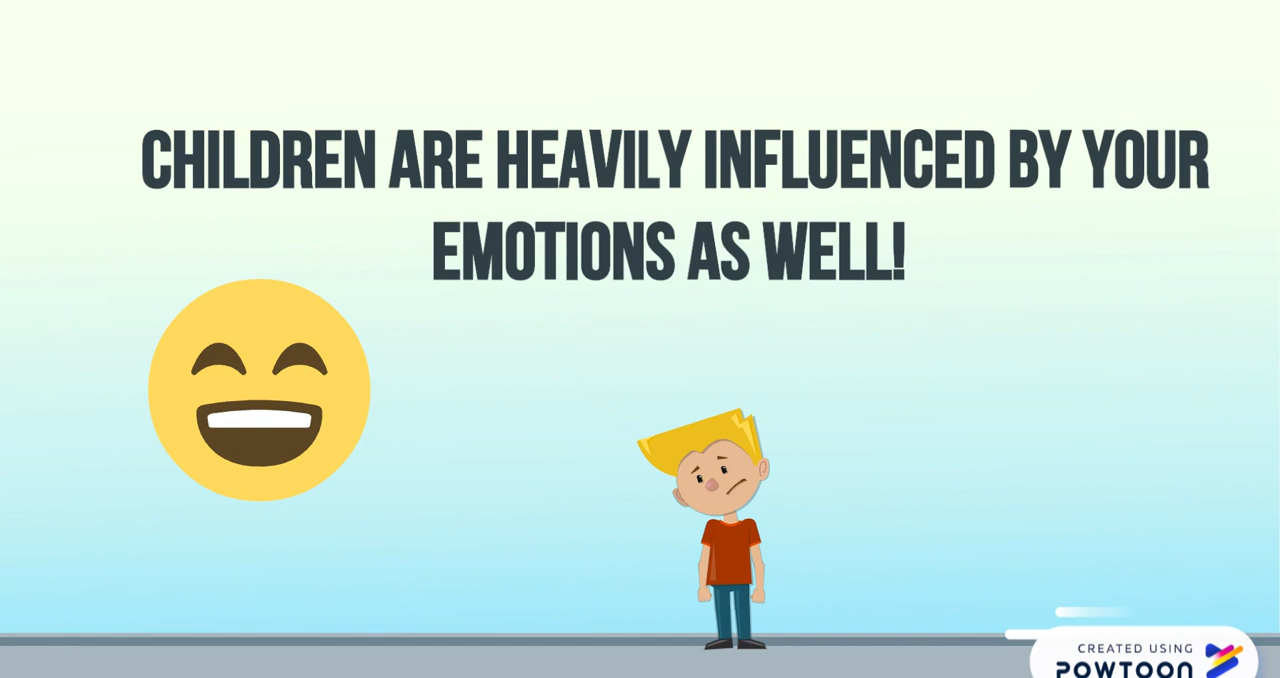 CHILDREN ARE HEAVILY INFLUENCED BY YOUR
EMOTIONS AS WELL!
CREATED USING
POWTOON